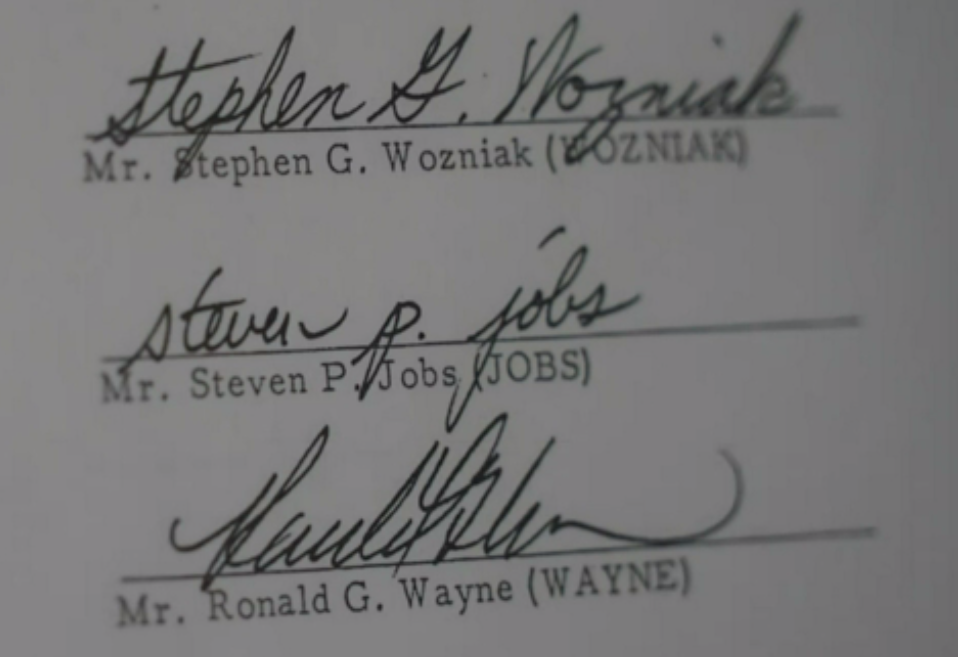 Stephen G. Wozniak
Mr. Stephen G. Wozniak (WOZNIAK)
steven p. jobs
Mr. Steven P. Jobs (JOBS)
Mr. Ronald G. Wayne (WAYNE)